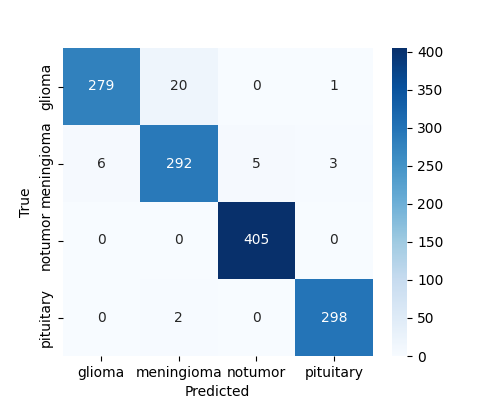 True
glioma
meningioma
notumor
pituitary
279 20 0 1
6 292 5 3
0 0 405 0
0 2 0 298
glioma meningioma notumor pituitary
Predicted
400
350
300
250
200
150
100
50
0